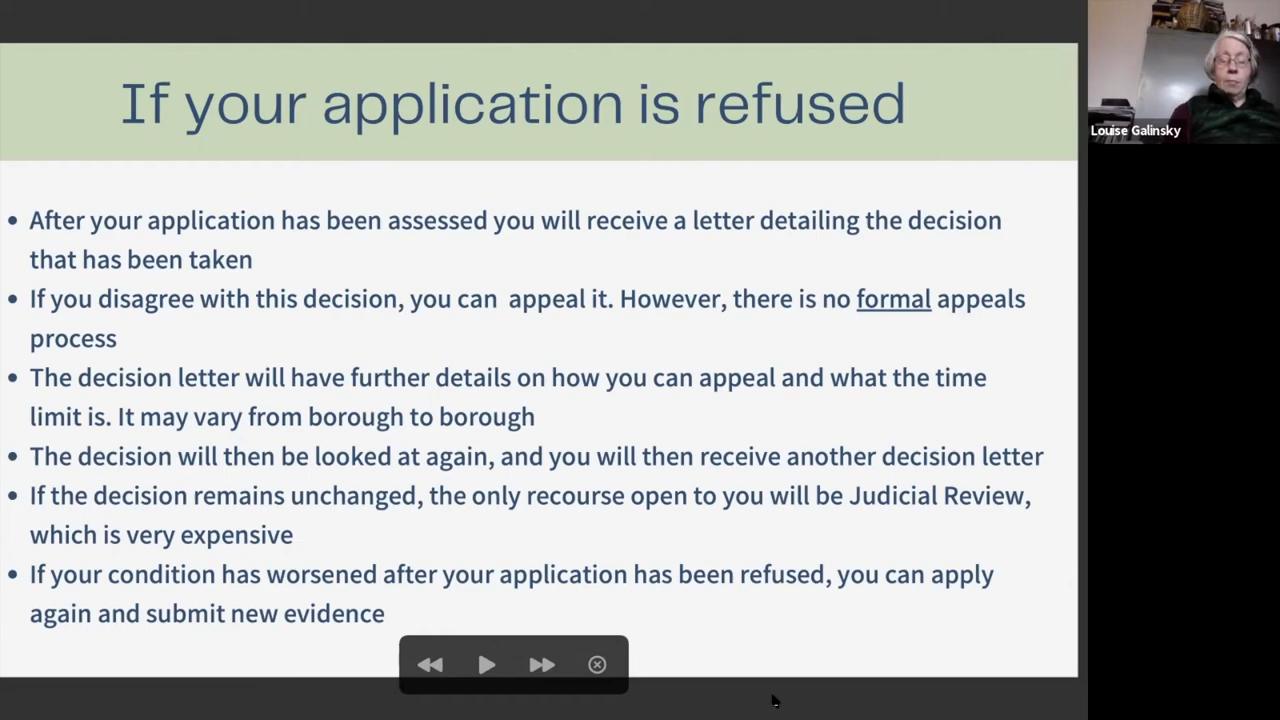 If your application is refused
Louise Galinsky
• After your application has been assessed you will receive a letter detailing the decision
that has been taken
• If you disagree with this decision, you can  appeal it. However, there is no formal appeals
process
• The decision letter will have further details on how you can appeal and what the time
limit is. It may vary from borough to borough
• The decision will then be looked at again, and you will then receive another decision letter
• If the decision remains unchanged, the only recourse open to you will be Judicial Review,
which is very expensive
• If your condition has worsened after your application has been refused, you can apply
again and submit new evidence